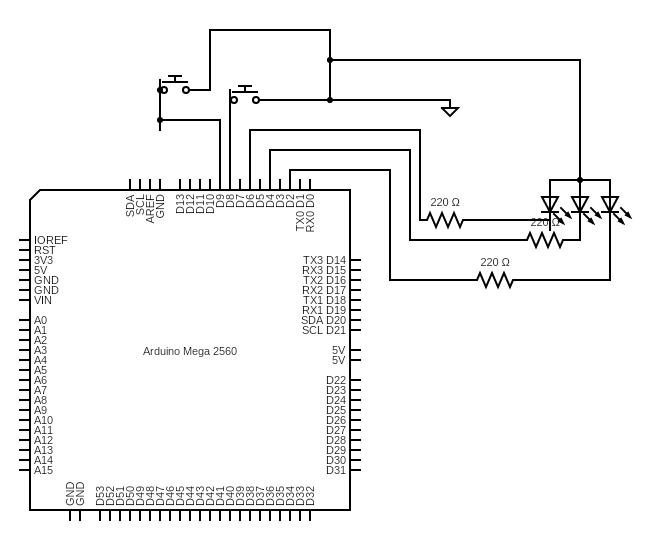 220 Ω
220 Ω
220 Ω
SDA
SCL
AREF
GND
D13
D12
D11
D10
D9
D8
D7
D6
D5
D4
D3
D2
TX0 D1
RX0 D0
IOREF
RST
3V3
5V
GND
GND
VIN
A0
A1
A2
A3
A4
A5
A6
A7
A8
A9
A10
A11
A12
A13
A14
A15
Arduino Mega 2560
TX3 D14
RX3 D15
TX2 D16
RX2 D17
TX1 D18
RX1 D19
SDA D20
SCL D21
5V
5V
D22
D23
D24
D25
D26
D27
D28
D29
D30
D31
GND
GND
D53
D52
D51
D50
D49
D48
D47
D46
D45
D44
D43
D42
D41
D40
D39
D38
D37
D36
D35
D34
D33
D32